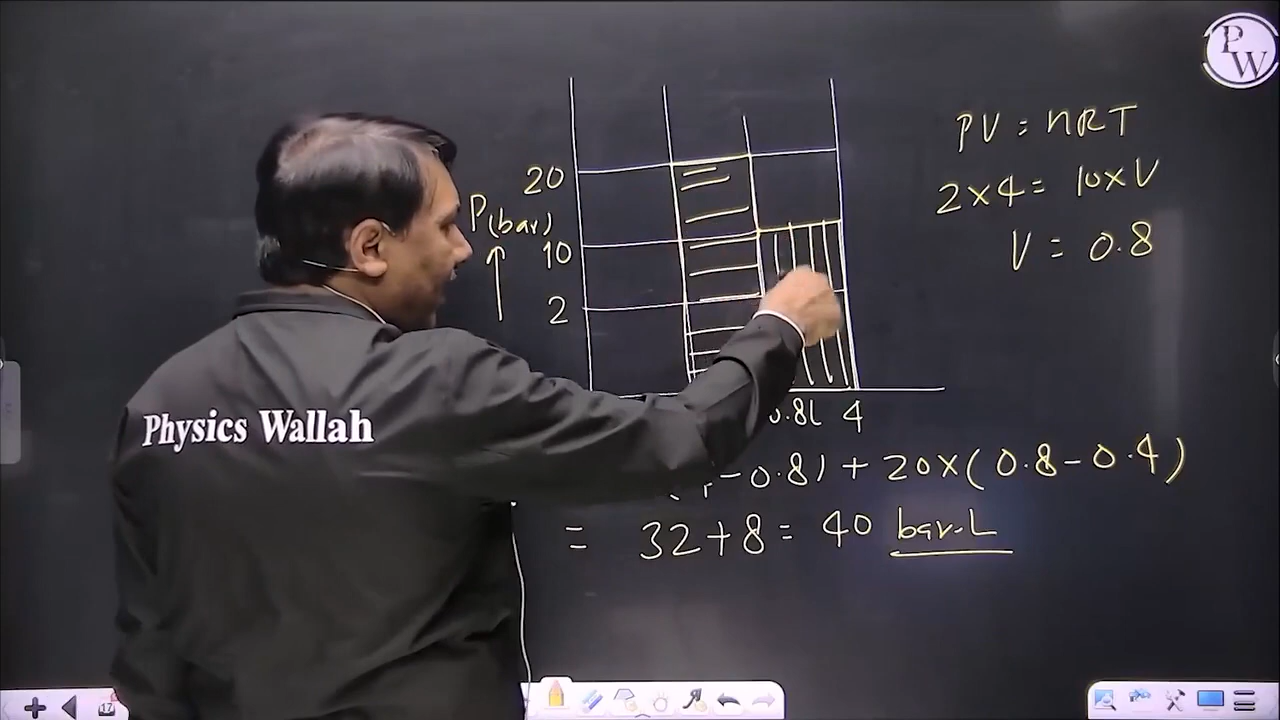 PW
20
P(bar)
10
2
0.8L 4
PV = nRT
2×4 = 10×V
V = 0.8
-0.8) + 20×(0.8-0.4)
= 32+8 = 40 bar.L
Physics Wallah
17